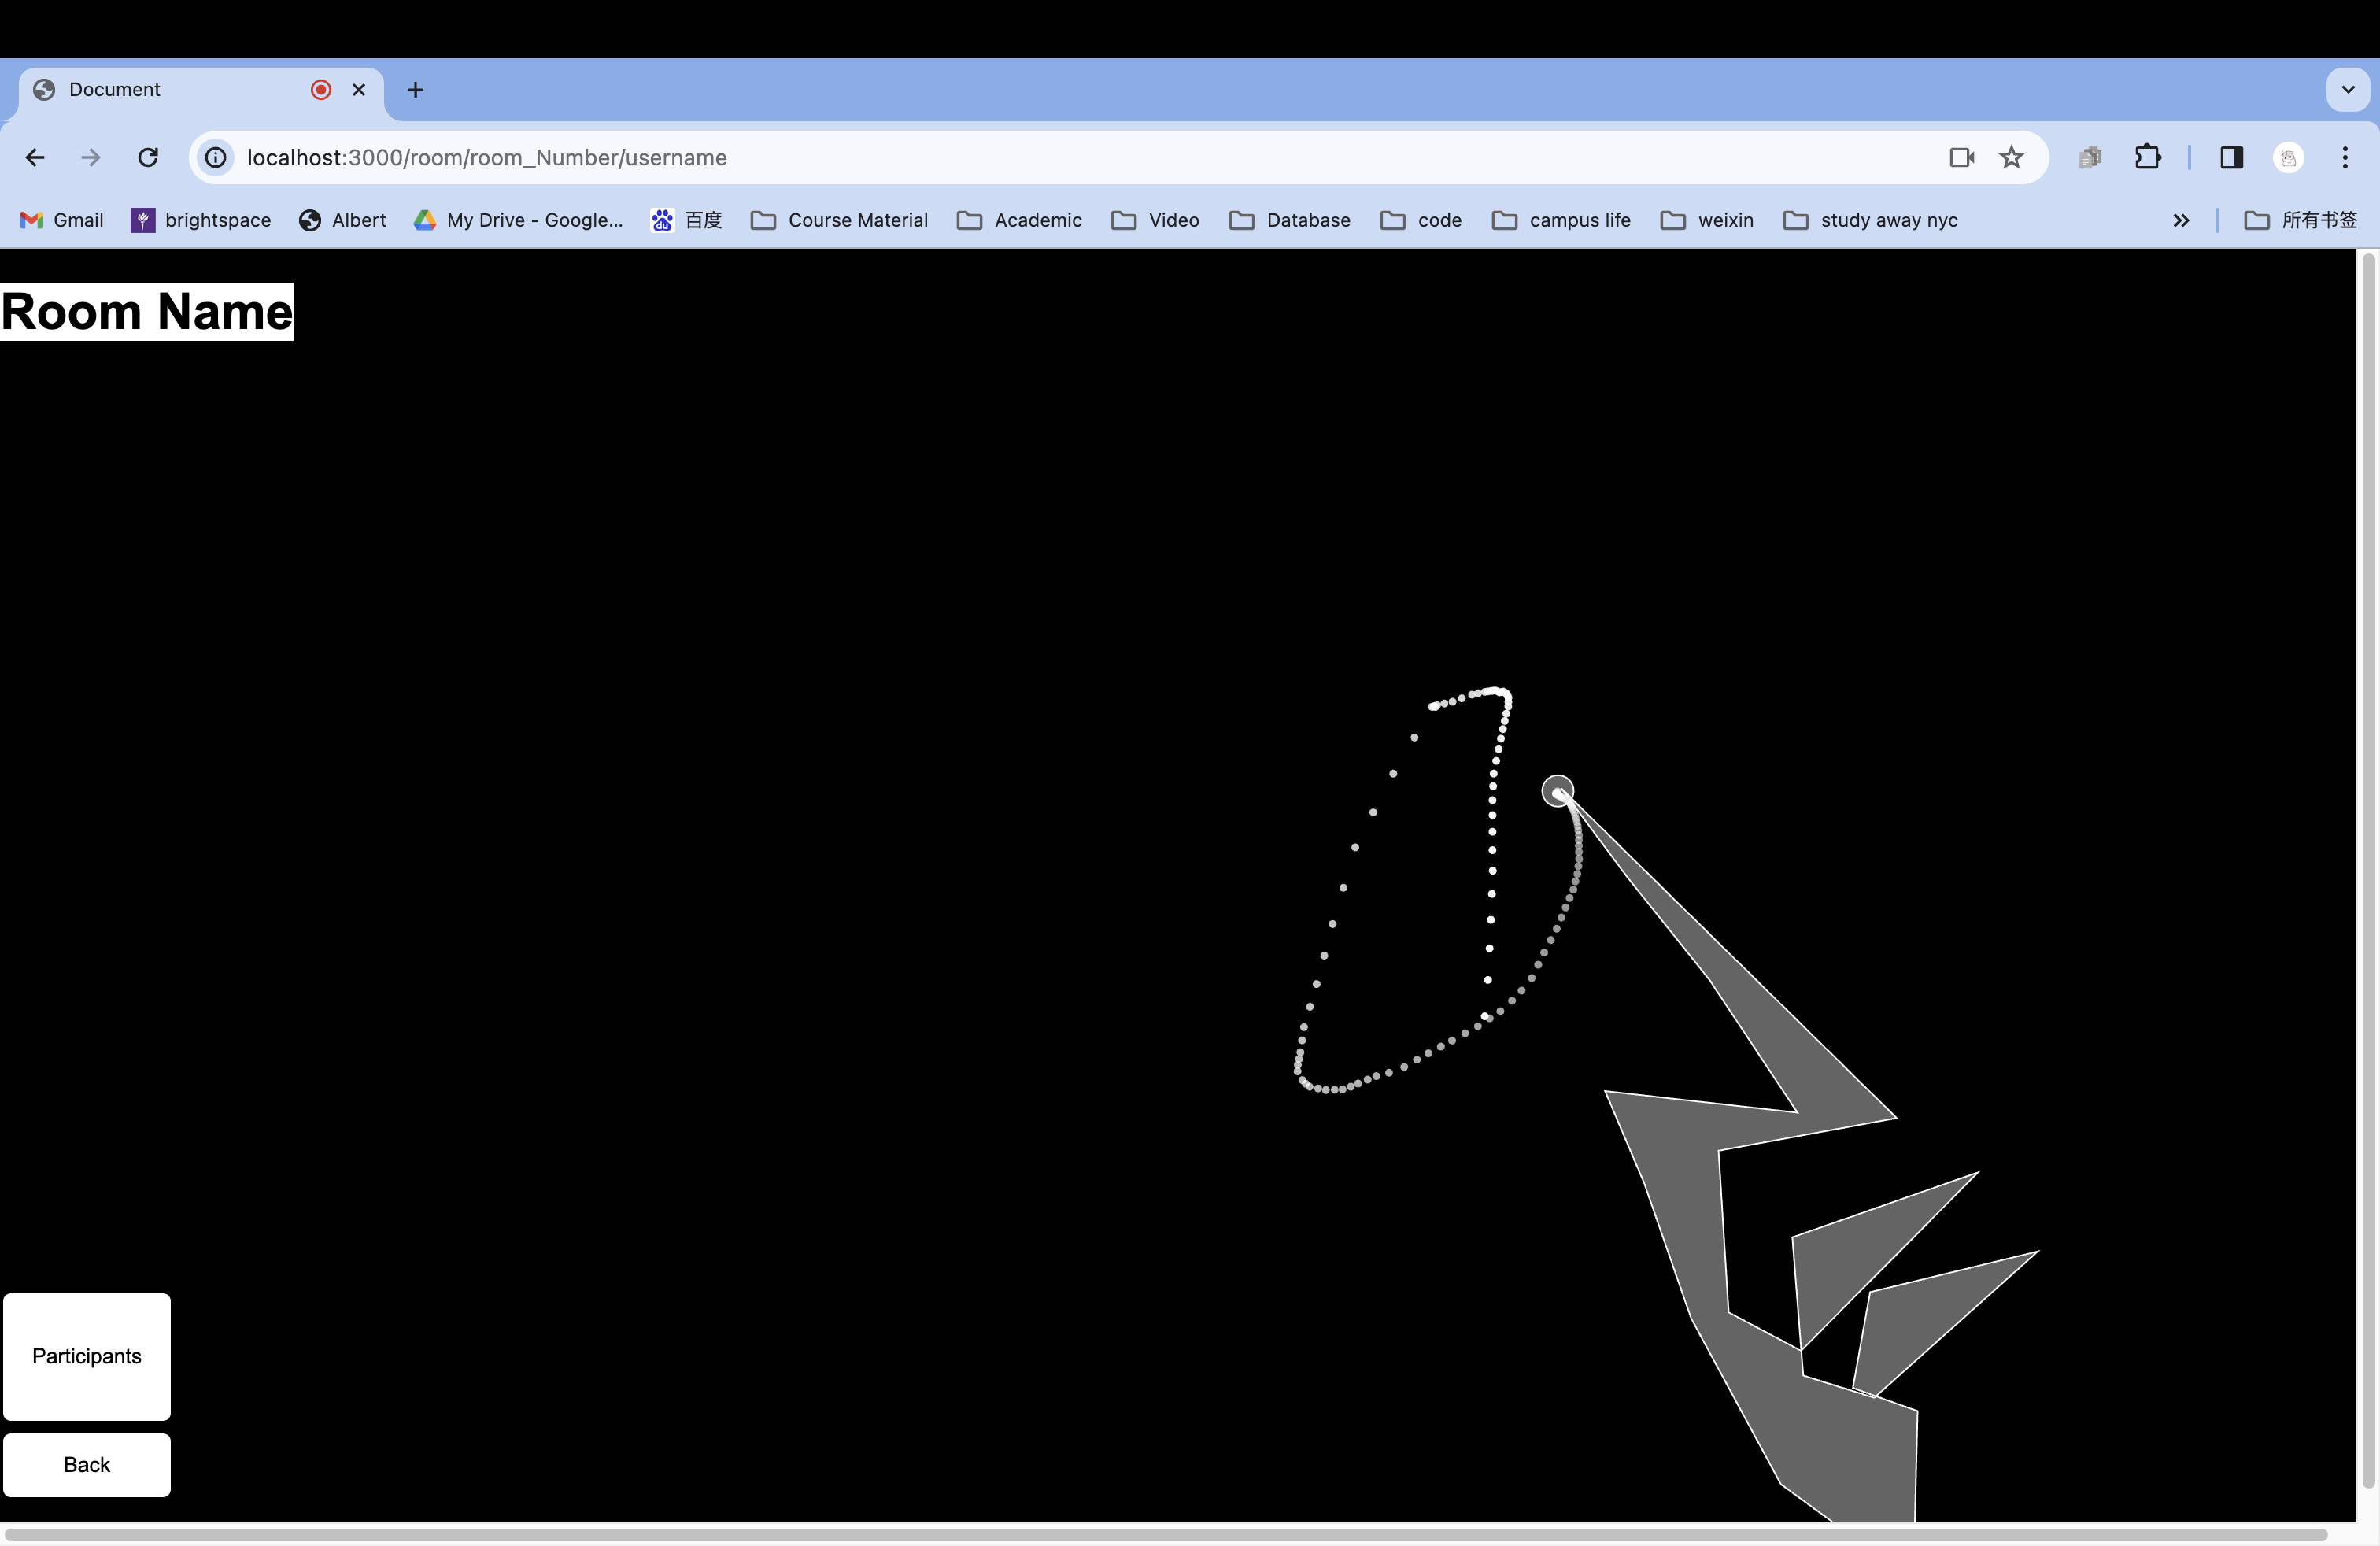 Document
localhost:3000/room/room_Number/username
Gmail brightspace Albert My Drive - Google... du 百度 Course Material Academic Video Database code campus life weixin study away nyc 所有书签
Room Name
Participants
Back